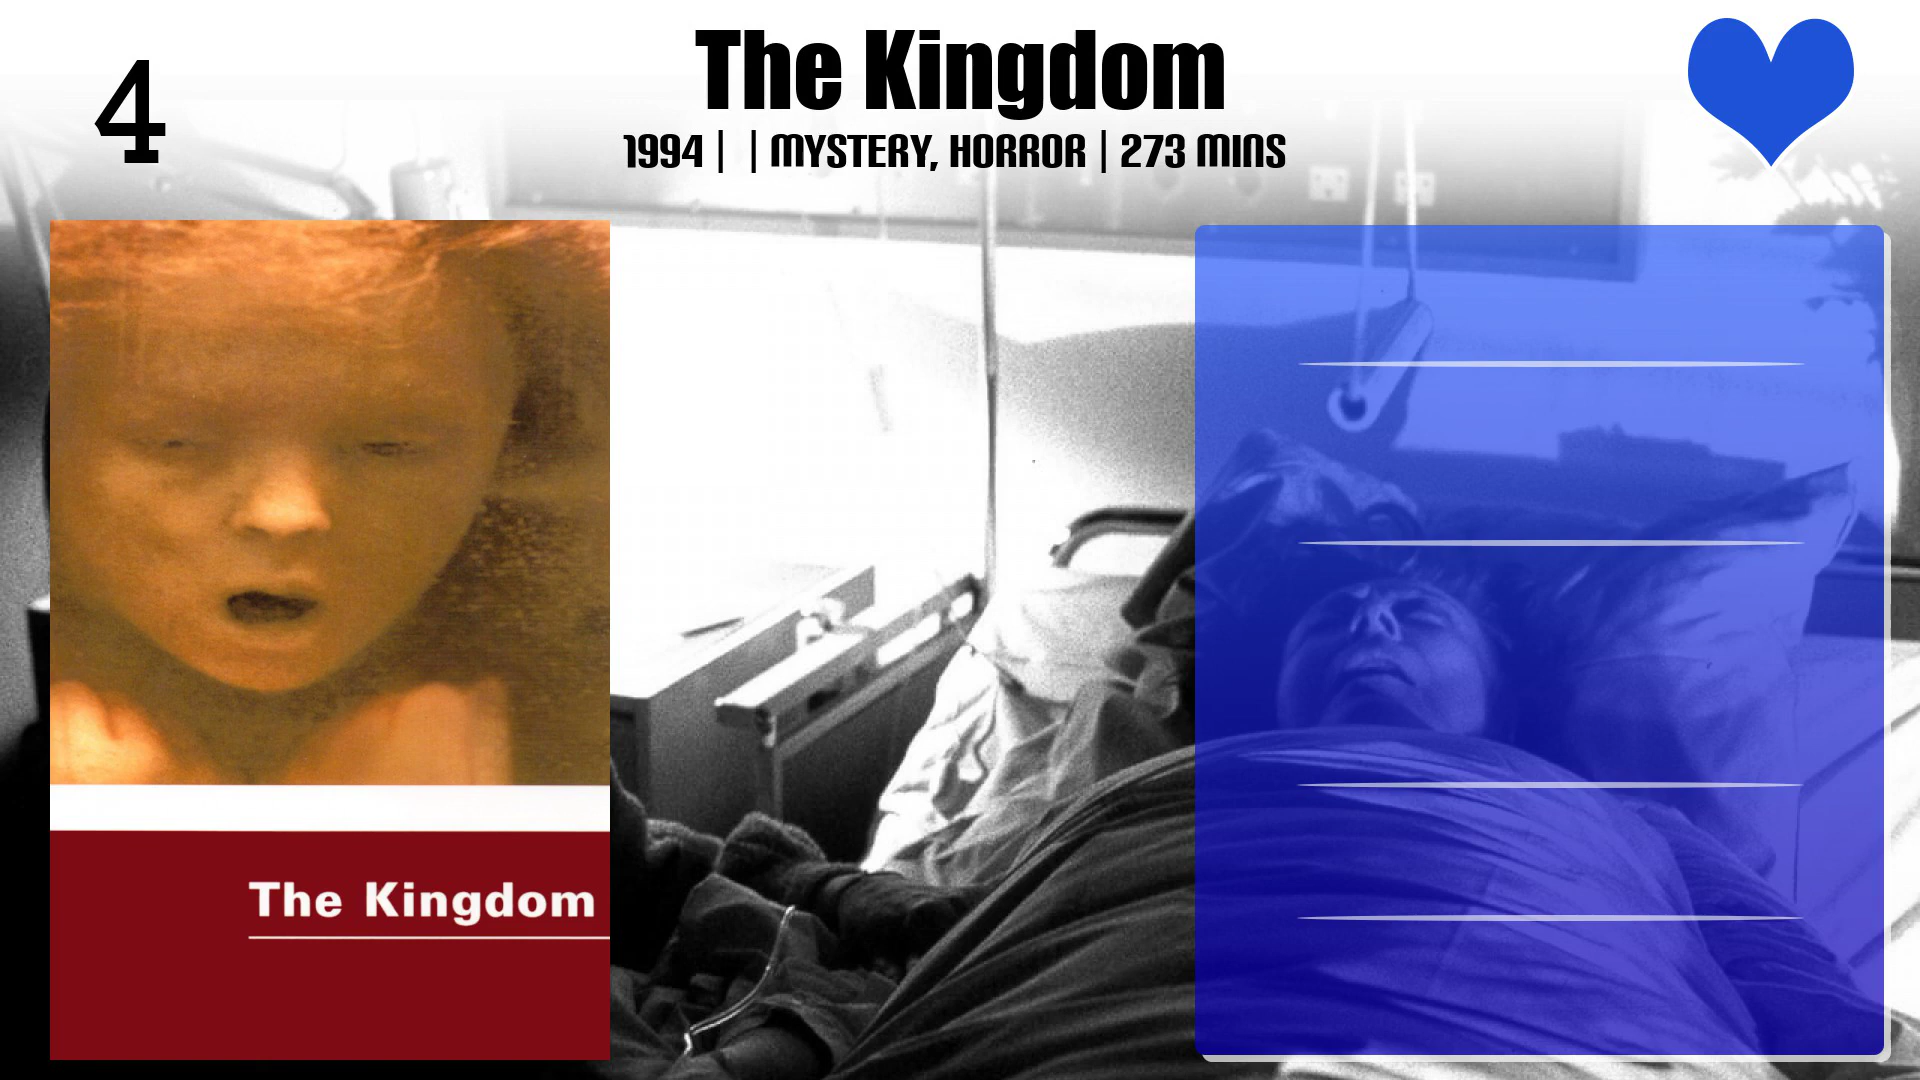 4
The Kingdom
1994 | | MYSTERY, HORROR | 273 MINS
The Kingdom